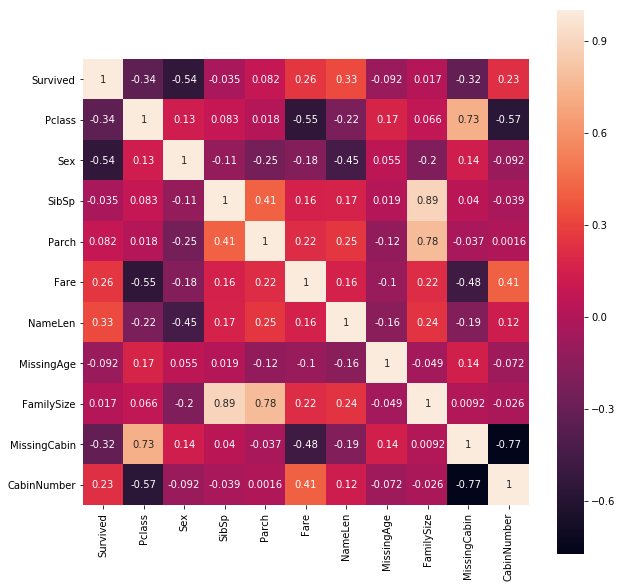 Survived 1 -0.34 -0.54 -0.035 0.082 0.26 0.33 -0.092 0.017 -0.32 0.23
Pclass -0.34 1 0.13 0.083 0.018 -0.55 -0.22 0.17 0.066 0.73 -0.57
Sex -0.54 0.13 1 -0.11 -0.25 -0.18 -0.45 0.055 -0.2 0.14 -0.092
SibSp -0.035 0.083 -0.11 1 0.41 0.16 0.17 0.019 0.89 0.04 -0.039
Parch 0.082 0.018 -0.25 0.41 1 0.22 0.25 -0.12 0.78 -0.037 0.0016
Fare 0.26 -0.55 -0.18 0.16 0.22 1 0.16 -0.1 0.22 -0.48 0.41
NameLen 0.33 -0.22 -0.45 0.17 0.25 0.16 1 -0.16 0.24 -0.19 0.12
MissingAge -0.092 0.17 0.055 0.019 -0.12 -0.1 -0.16 1 -0.049 0.14 -0.072
FamilySize 0.017 0.066 -0.2 0.89 0.78 0.22 0.24 -0.049 1 0.0092 -0.026
MissingCabin -0.32 0.73 0.14 0.04 -0.037 -0.48 -0.19 0.14 0.0092 1 -0.77
CabinNumber 0.23 -0.57 -0.092 -0.039 0.0016 0.41 0.12 -0.072 -0.026 -0.77 1
Survived
Pclass
Sex
SibSp
Parch
Fare
NameLen
MissingAge
FamilySize
MissingCabin
CabinNumber
0.9
0.6
0.3
0.0
−0.3
−0.6